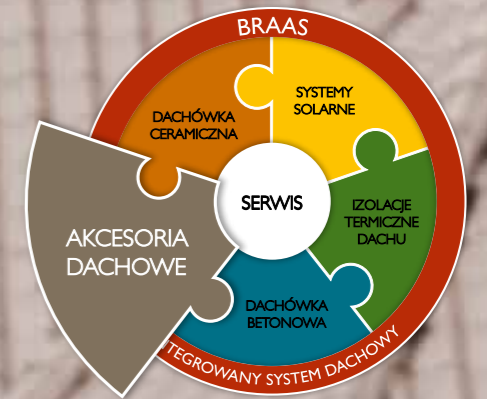 BRAAS
SYSTEMY
SOLARNE
DACHÓWKA
CERAMICZNA
SERWIS
IZOLACJE
TERMICZNE
DACHU
AKCESORIA
DACHOWE
DACHÓWKA
BETONOWA
TEGROWANY SYSTEM DACHOWY